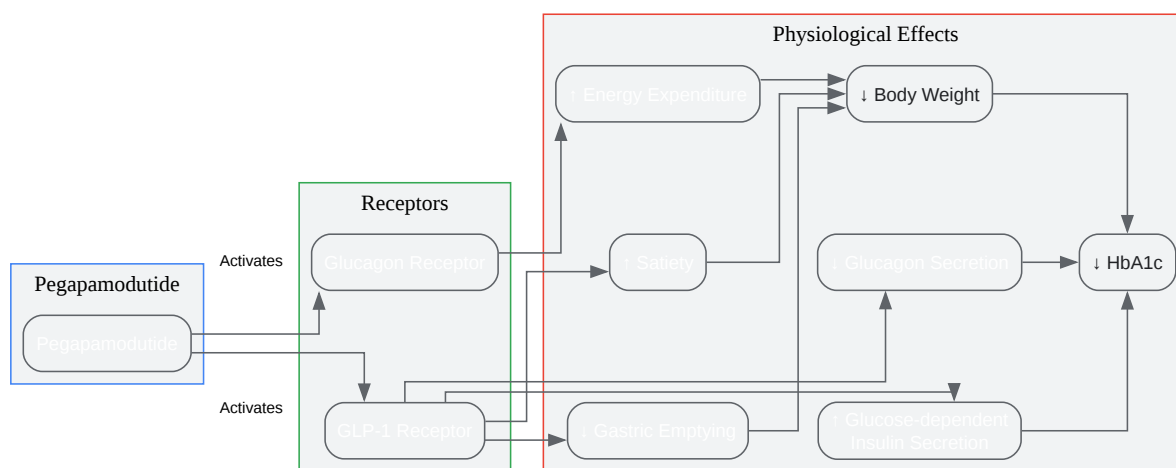 Physiological Effects
↑ Energy Expenditure
↓ Body Weight
Receptors
Activates
Glucagon Receptor
↑ Satiety
↓ Glucagon Secretion
↓ HbA1c
Pegapamodutide
Pegapamodutide
Activates
GLP-1 Receptor
↓ Gastric Emptying
↑ Glucose-dependent
Insulin Secretion